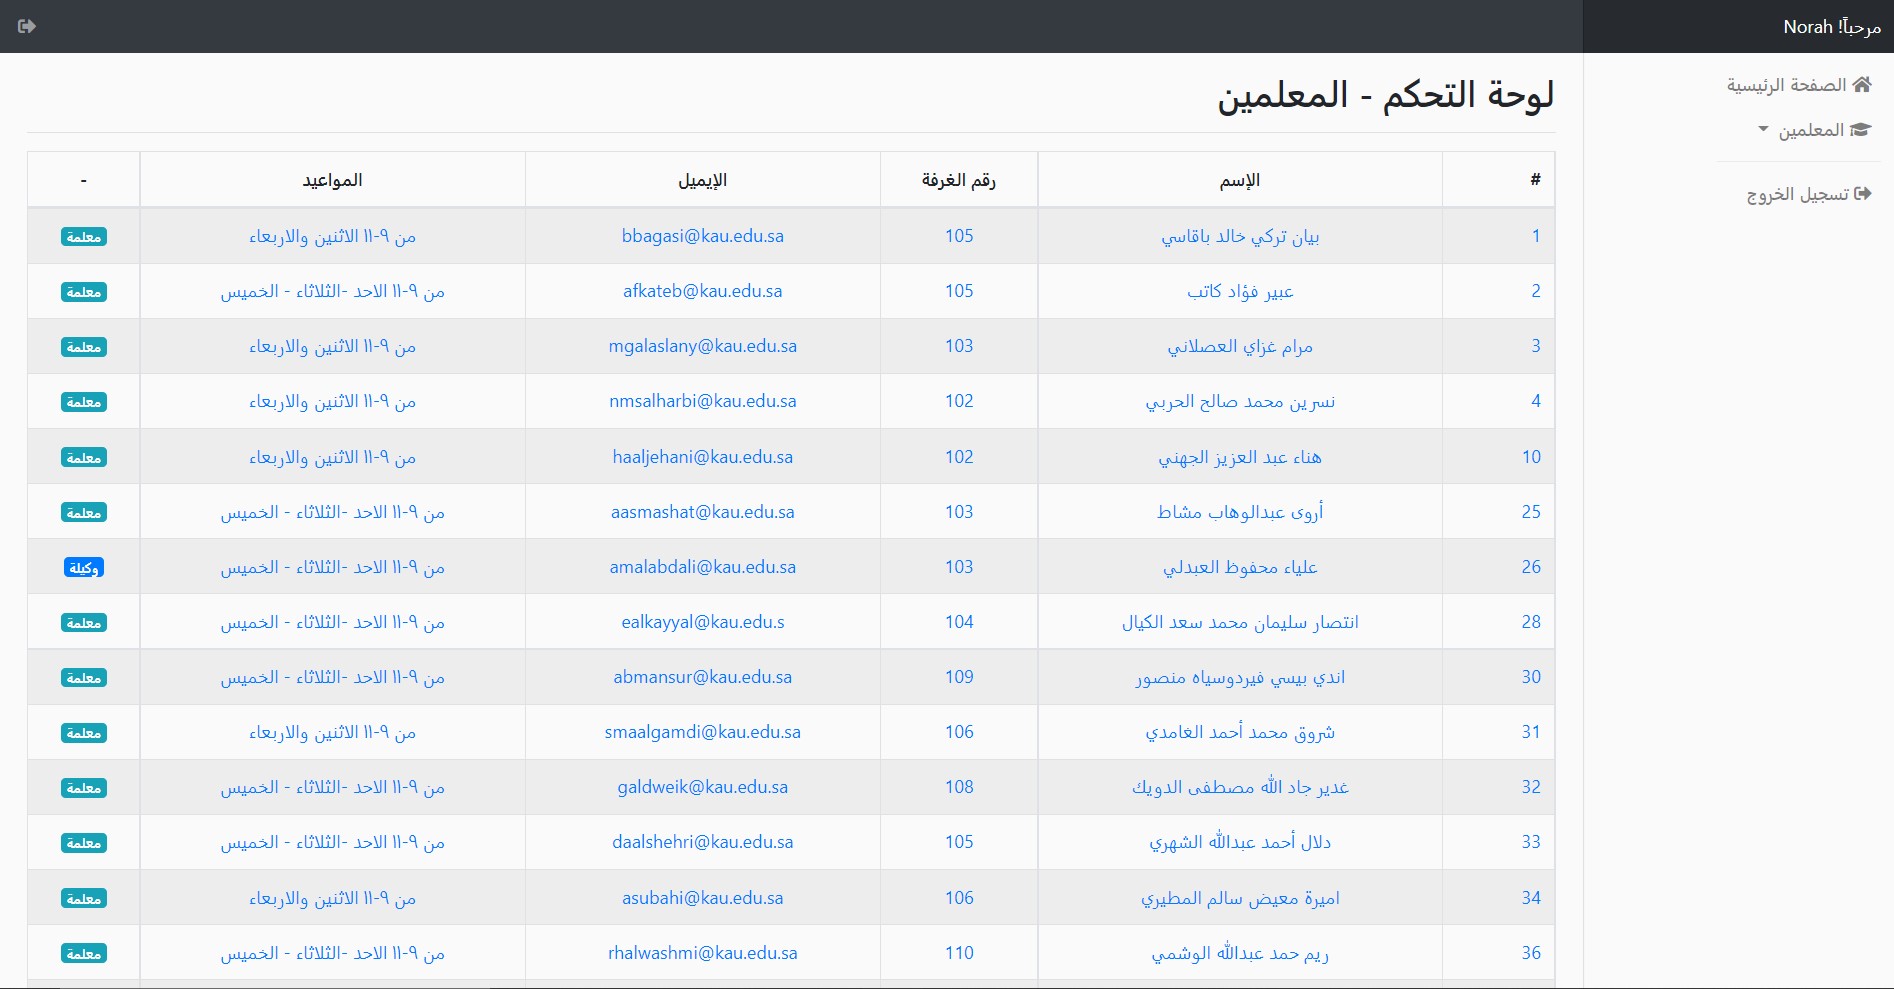 مرحباً! Norah
الصفحة الرئيسية
المعلمين
تسجيل الخروج
لوحة التحكم - المعلمين
# الإسم رقم الغرفة الإيميل المواعيد -
1 بيان تركي خالد باقاسي 105 bbagasi@kau.edu.sa من ٩-١١ الاثنين والاربعاء معلمة
2 عبير فؤاد كاتب 105 afkateb@kau.edu.sa من ٩-١١ الاحد -الثلاثاء - الخميس معلمة
3 مرام غزاي العصلاني 103 mgalaslany@kau.edu.sa من ٩-١١ الاثنين والاربعاء معلمة
4 نسرين محمد صالح الحربي 102 nmsalharbi@kau.edu.sa من ٩-١١ الاثنين والاربعاء معلمة
10 هناء عبد العزيز الجهني 102 haaljehani@kau.edu.sa من ٩-١١ الاثنين والاربعاء معلمة
25 أروى عبدالوهاب مشاط 103 aasmashat@kau.edu.sa من ٩-١١ الاحد -الثلاثاء - الخميس معلمة
26 علياء محفوظ العبدلي 103 amalabdali@kau.edu.sa من ٩-١١ الاحد -الثلاثاء - الخميس وكيلة
28 انتصار سليمان محمد سعد الكيال 104 ealkayyal@kau.edu.s من ٩-١١ الاحد -الثلاثاء - الخميس معلمة
30 اندي بيسي فيردوسياه منصور 109 abmansur@kau.edu.sa من ٩-١١ الاحد -الثلاثاء - الخميس معلمة
31 شروق محمد أحمد الغامدي 106 smaalgamdi@kau.edu.sa من ٩-١١ الاثنين والاربعاء معلمة
32 غدير جاد الله مصطفى الدويك 108 galdweik@kau.edu.sa من ٩-١١ الاحد -الثلاثاء - الخميس معلمة
33 دلال أحمد عبدالله الشهري 105 daalshehri@kau.edu.sa من ٩-١١ الاحد -الثلاثاء - الخميس معلمة
34 اميرة معيض سالم المطيري 106 asubahi@kau.edu.sa من ٩-١١ الاثنين والاربعاء معلمة
36 ريم حمد عبدالله الوشمي 110 rhalwashmi@kau.edu.sa من ٩-١١ الاحد -الثلاثاء - الخميس معلمة